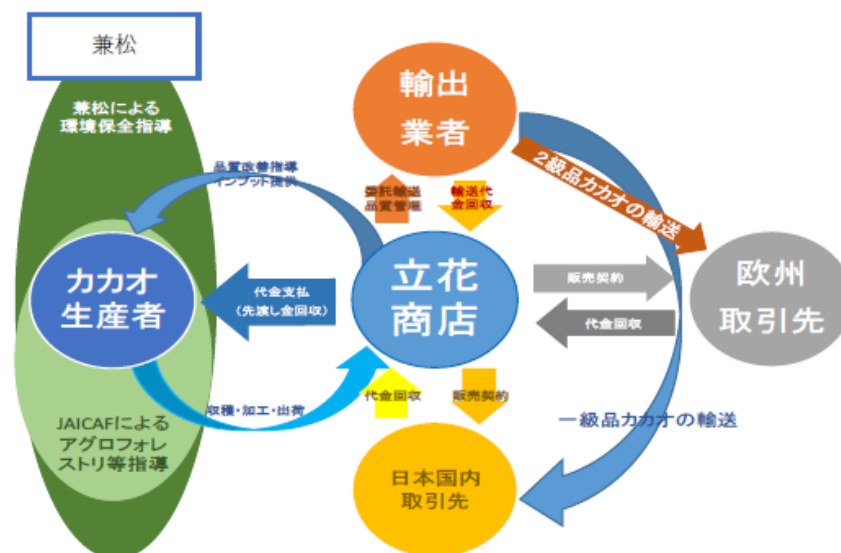 兼松
兼松による
環境保全指導
輸出
業者
2級品カカオの輸送
品質改善指導
インプット提供
委託輸送
品質管理
輸送代
金回収
カカオ
生産者
代金支払
(先渡し金回収)
立花
商店
販売契約
代金回収
欧州
取引先
収穫・加工・出荷
代金回収
販売契約
一級品カカオの輸送
JAICAFによる
アグロフォレ
ストリ等指導
日本国内
取引先